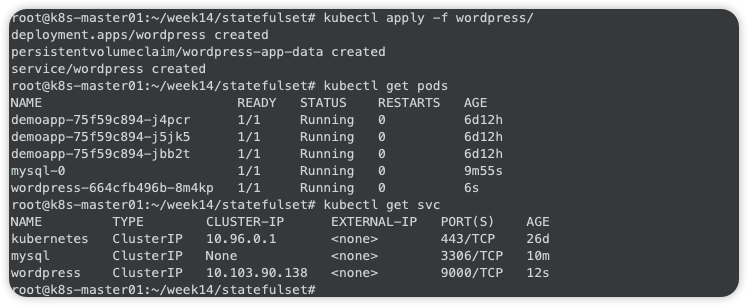 root@k8s-master01:~/week14/statefulset# kubectl apply -f wordpress/
deployment.apps/wordpress created
persistentvolumeclaim/wordpress-app-data created
service/wordpress created
root@k8s-master01:~/week14/statefulset# kubectl get pods
NAME READY STATUS RESTARTS AGE
demoapp-75f59c894-j4pcr 1/1 Running 0 6d12h
demoapp-75f59c894-j5jk5 1/1 Running 0 6d12h
demoapp-75f59c894-jbb2t 1/1 Running 0 6d12h
mysql-0 1/1 Running 0 9m55s
wordpress-664cfb496b-8m4kp 1/1 Running 0 6s
root@k8s-master01:~/week14/statefulset# kubectl get svc
NAME TYPE CLUSTER-IP EXTERNAL-IP PORT(S) AGE
kubernetes ClusterIP 10.96.0.1 <none> 443/TCP 26d
mysql ClusterIP None <none> 3306/TCP 10m
wordpress ClusterIP 10.103.90.138 <none> 9000/TCP 12s
root@k8s-master01:~/week14/statefulset#